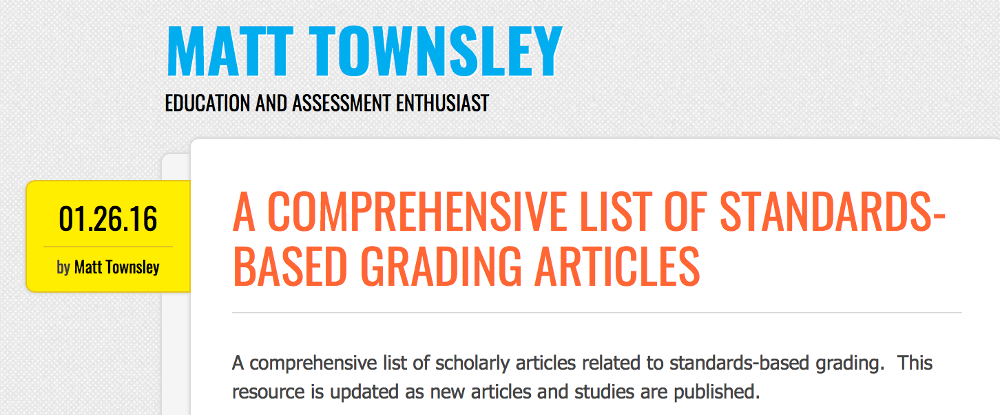 MATT TOWNSLEY
EDUCATION AND ASSESSMENT ENTHUSIAST
01.26.16
by Matt Townsley
A COMPREHENSIVE LIST OF STANDARDS-
BASED GRADING ARTICLES
A comprehensive list of scholarly articles related to standards-based grading.  This
resource is updated as new articles and studies are published.